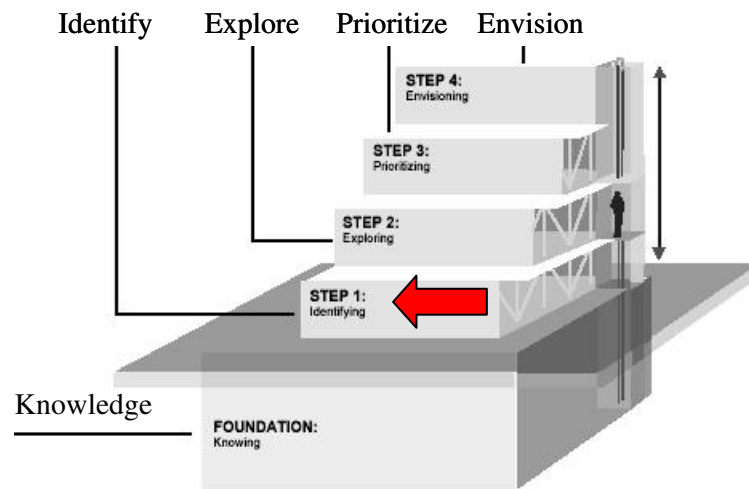 Identify Explore Prioritize Envision
STEP 4:
Envisioning
STEP 3:
Prioritizing
STEP 2:
Exploring
STEP 1:
Identifying
Knowledge
FOUNDATION:
Knowing